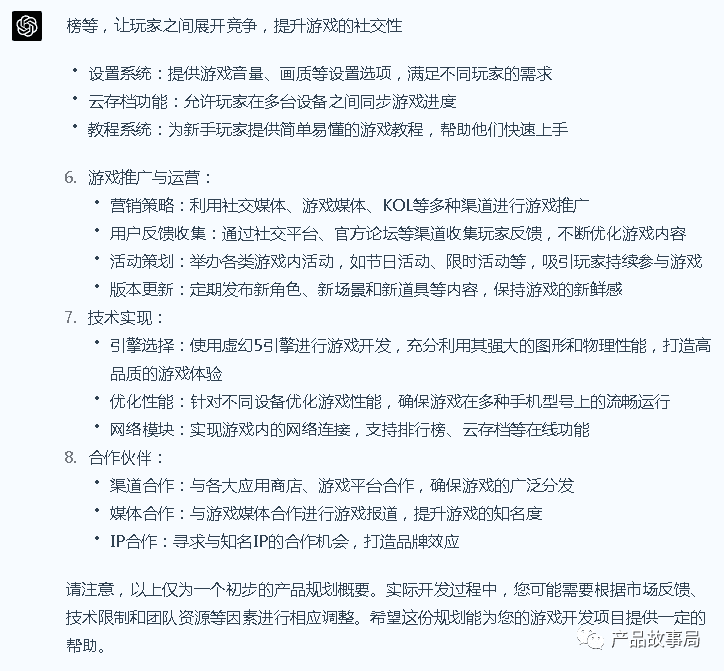 榜等，让玩家之间展开竞争，提升游戏的社交性
• 设置系统：提供游戏音量、画质等设置选项，满足不同玩家的需求
• 云存档功能：允许玩家在多台设备之间同步游戏进度
• 教程系统：为新手玩家提供简单易懂的游戏教程，帮助他们快速上手
6. 游戏推广与运营：
• 营销策略：利用社交媒体、游戏媒体、KOL等多种渠道进行游戏推广
• 用户反馈收集：通过社交平台、官方论坛等渠道收集玩家反馈，不断优化游戏内容
• 活动策划：举办各类游戏内活动，如节日活动、限时活动等，吸引玩家持续参与游戏
• 版本更新：定期发布新角色、新场景和新道具等内容，保持游戏的新鲜感
7. 技术实现：
• 引擎选择：使用虚幻5引擎进行游戏开发，充分利用其强大的图形和物理性能，打造高
品质的游戏体验
• 优化性能：针对不同设备优化游戏性能，确保游戏在多种手机型号上的流畅运行
• 网络模块：实现游戏内的网络连接，支持排行榜、云存档等在线功能
8. 合作伙伴：
• 渠道合作：与各大应用商店、游戏平台合作，确保游戏的广泛分发
• 媒体合作：与游戏媒体合作进行游戏报道，提升游戏的知名度
• IP合作：寻求与知名IP的合作机会，打造品牌效应
请注意，以上仅为一个初步的产品规划概要。实际开发过程中，您可能需要根据市场反馈、
技术限制和团队资源等因素进行相应调整。希望这份规划能为您的游戏开发项目提供一定的
帮助。
产品故事局